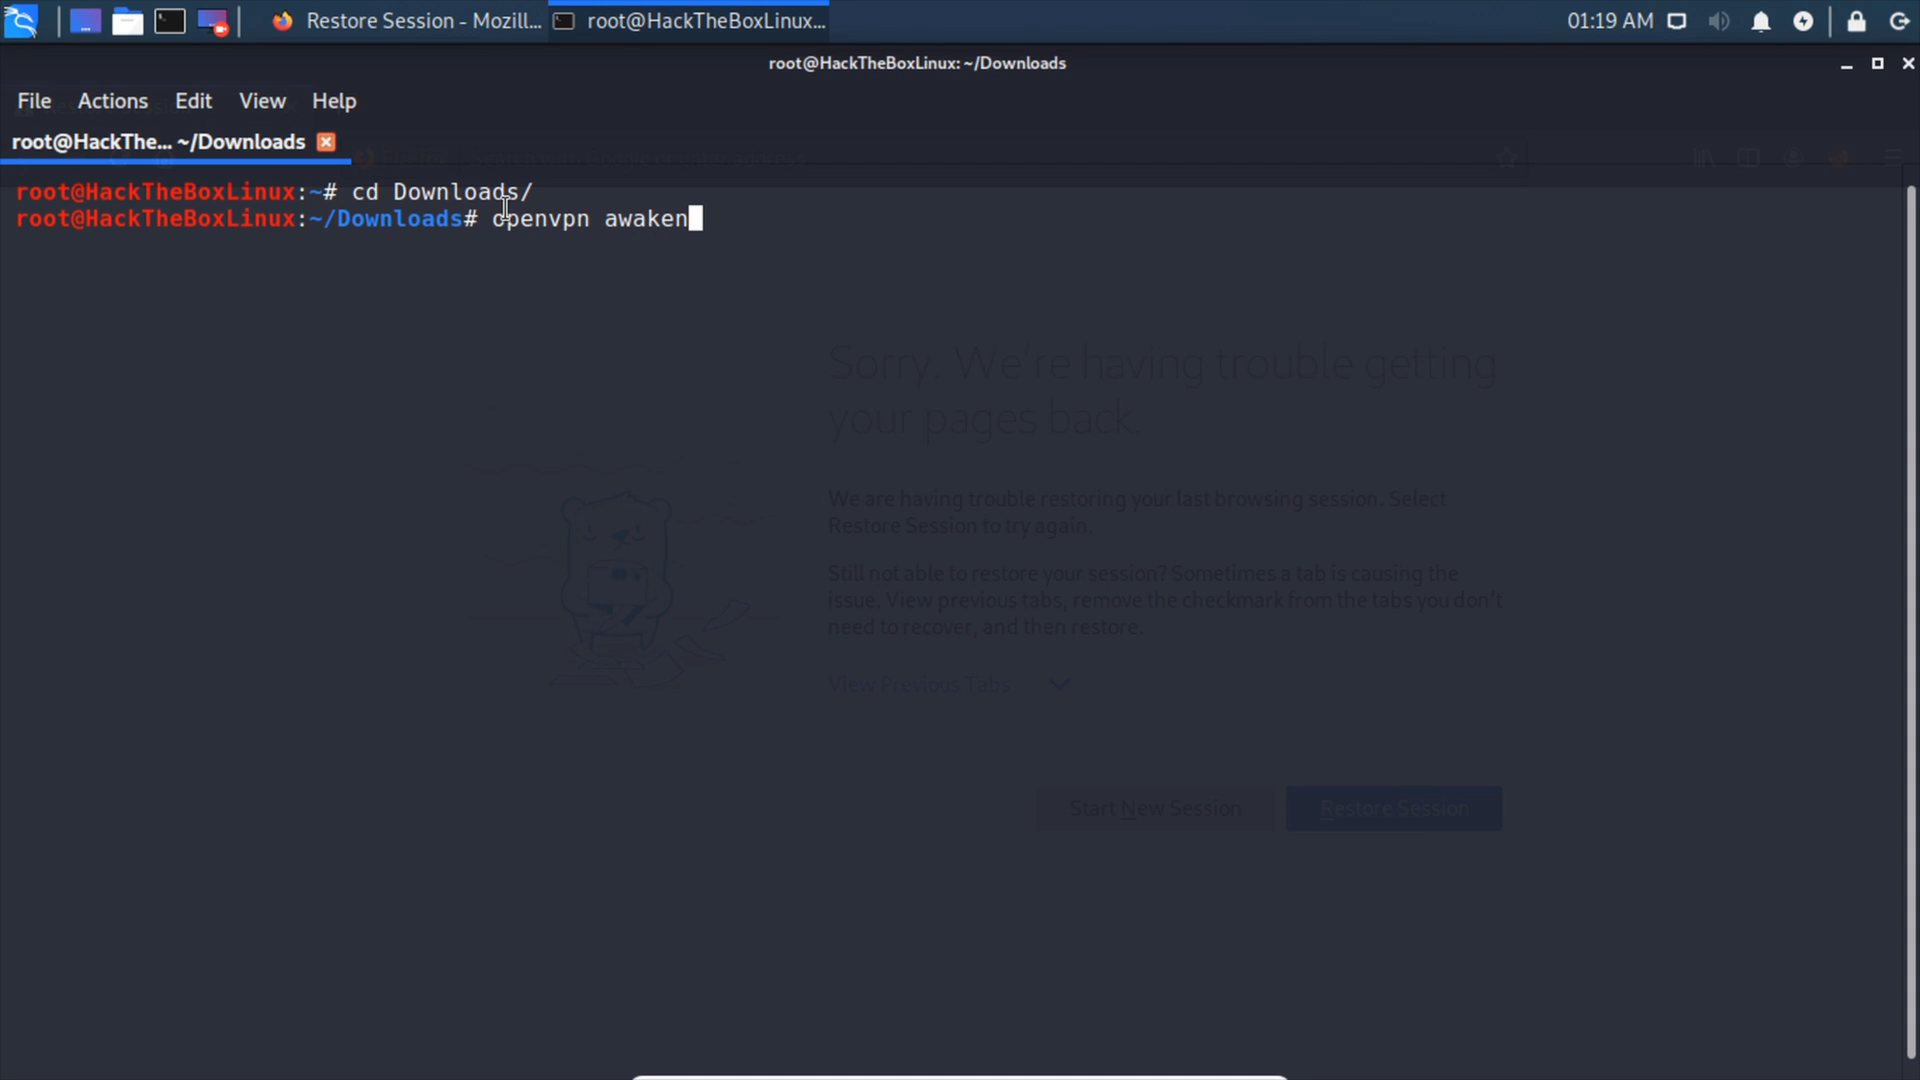 Restore Session - Mozill...
root@HackTheBoxLinux...
01:19 AM
root@HackTheBoxLinux: ~/Downloads
File Actions Edit View Help
root@HackThe... ~/Downloads
root@HackTheBoxLinux:~# cd Downloads/
root@HackTheBoxLinux:~/Downloads# openvpn awaken
Sorry. We're having trouble getting
your pages back.
We are having trouble restoring your last browsing session. Select
Restore Session to try again.
Still not able to restore your session? Sometimes a tab is causing the
issue. View previous tabs, remove the checkmark from the tabs you don't
need to recover, and then restore.
View Previous Tabs
Start New Session
Restore Session